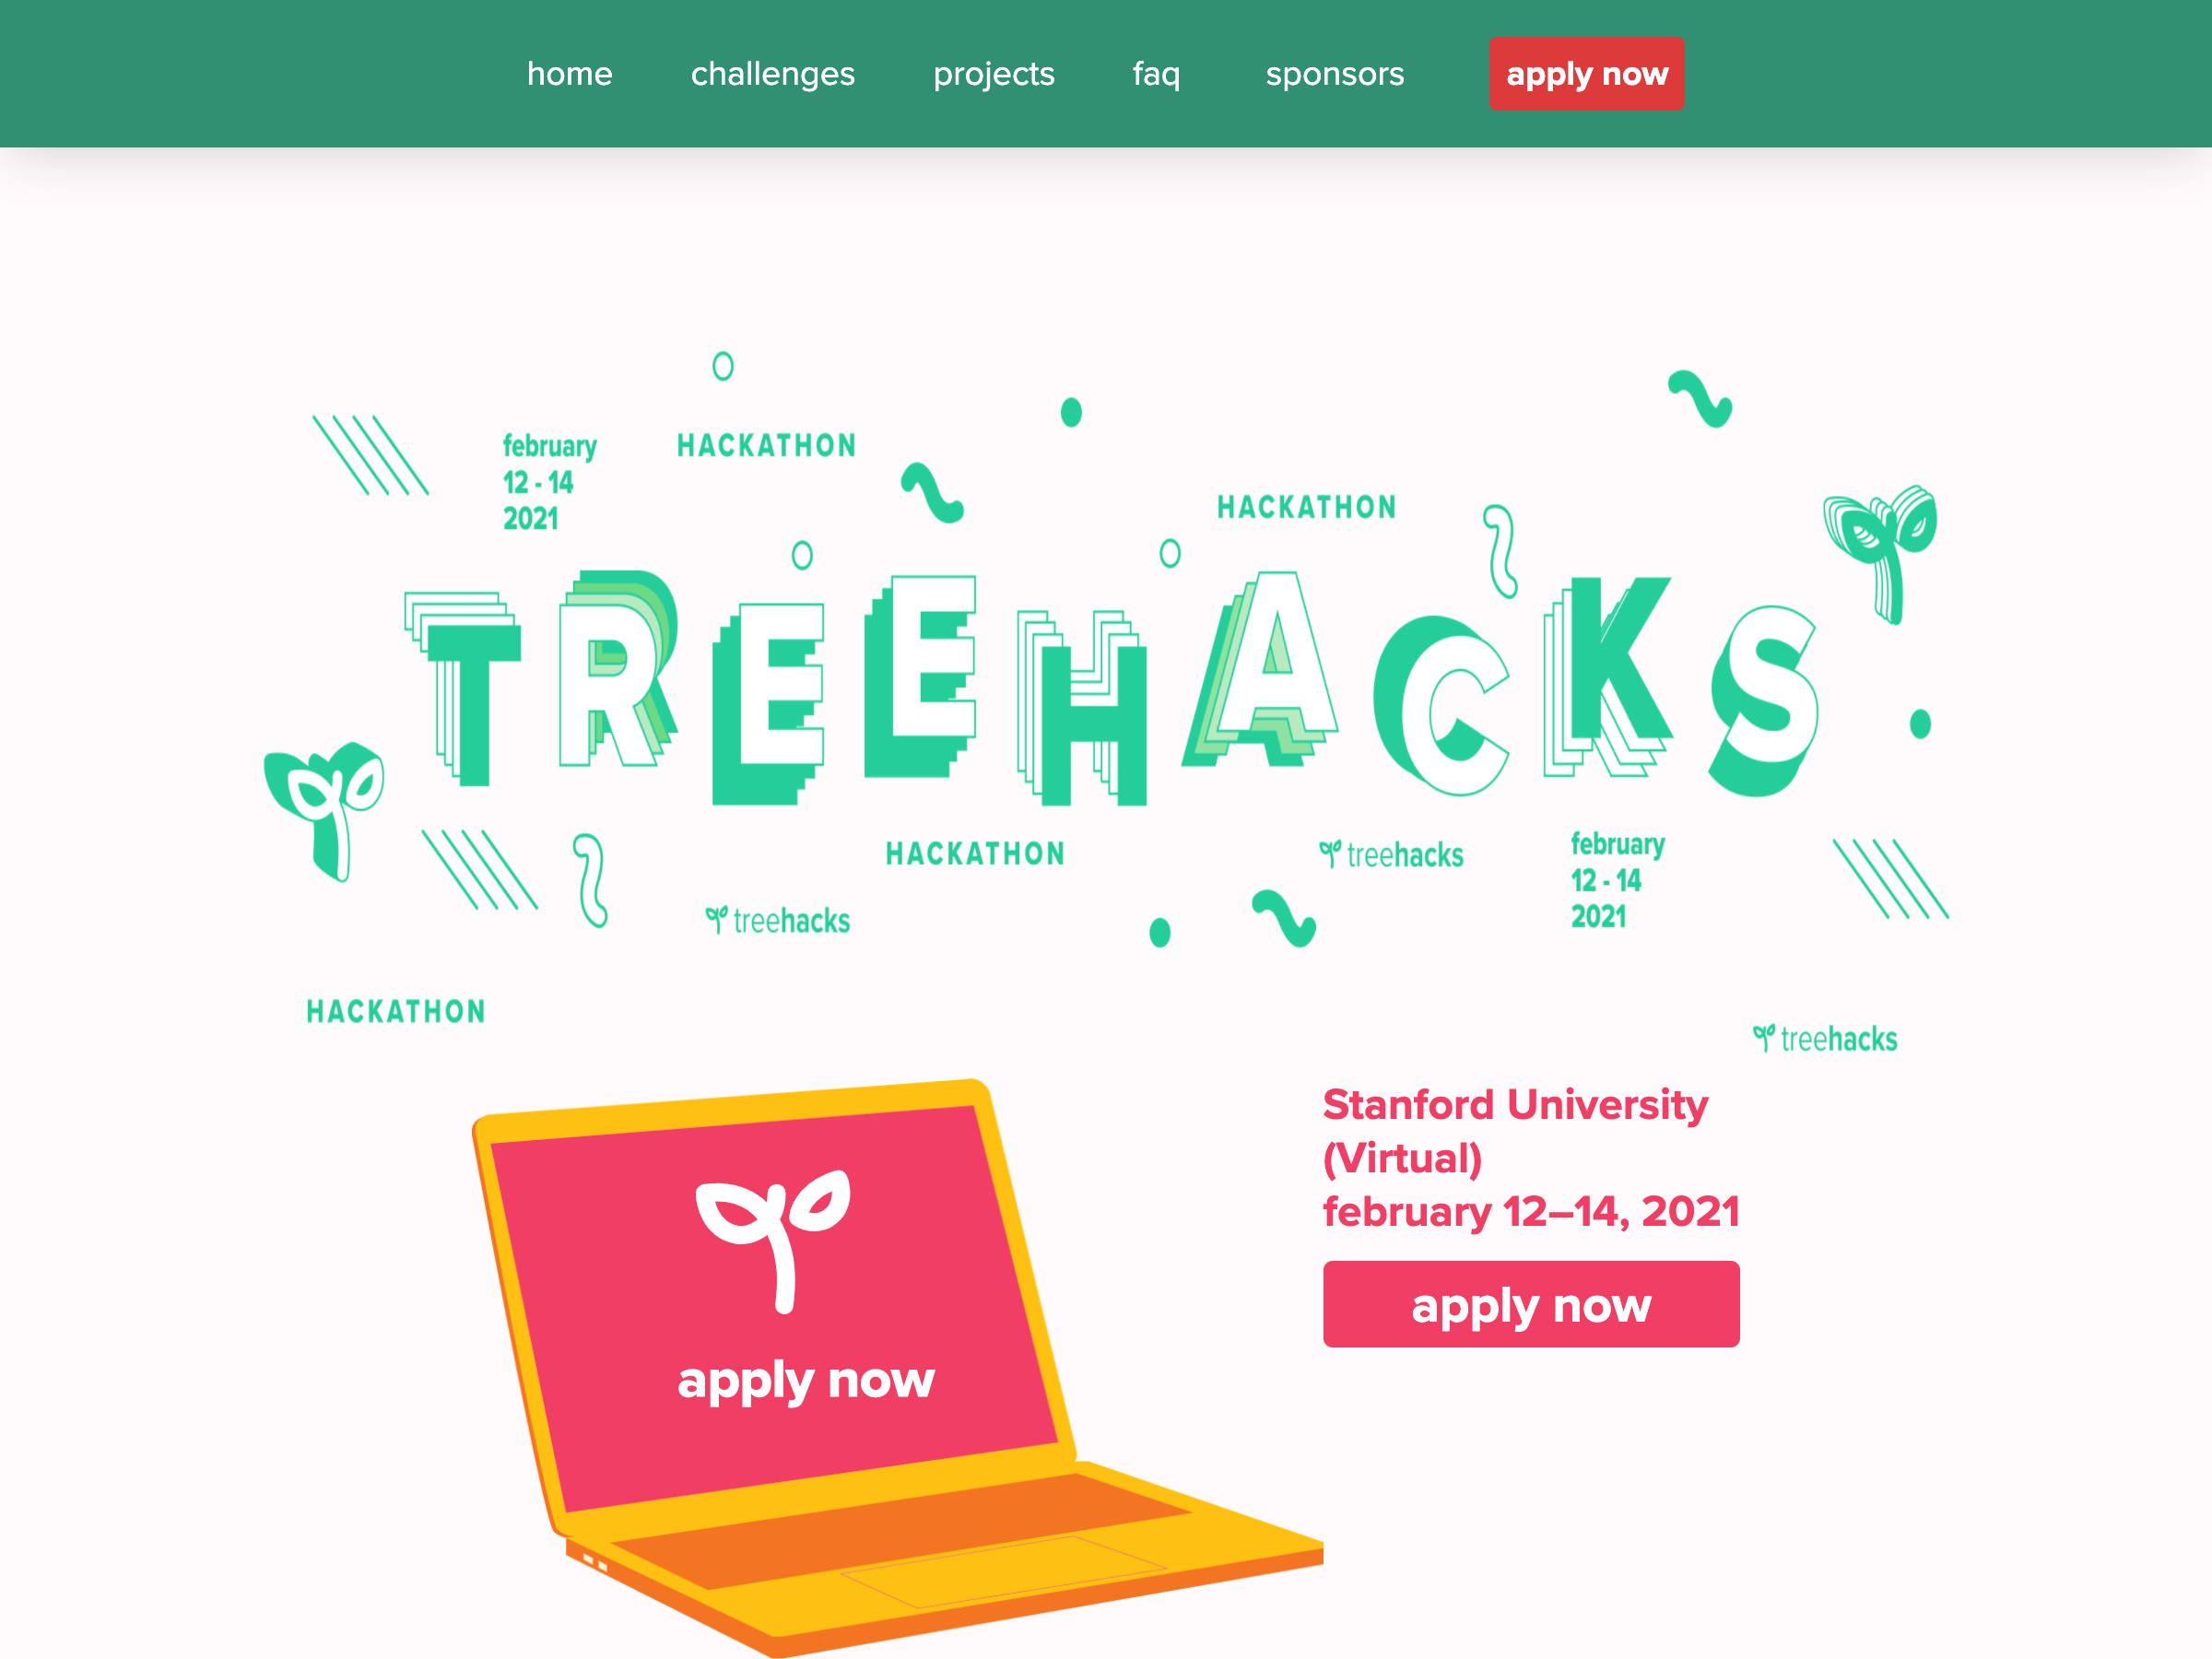 home challenges projects faq sponsors apply now
february
12 - 14
2021
HACKATHON
HACKATHON
TREEHACKS
HACKATHON
treehacks
february
12 - 14
2021
treehacks
HACKATHON
treehacks
apply now
Stanford University
(Virtual)
february 12–14, 2021
apply now